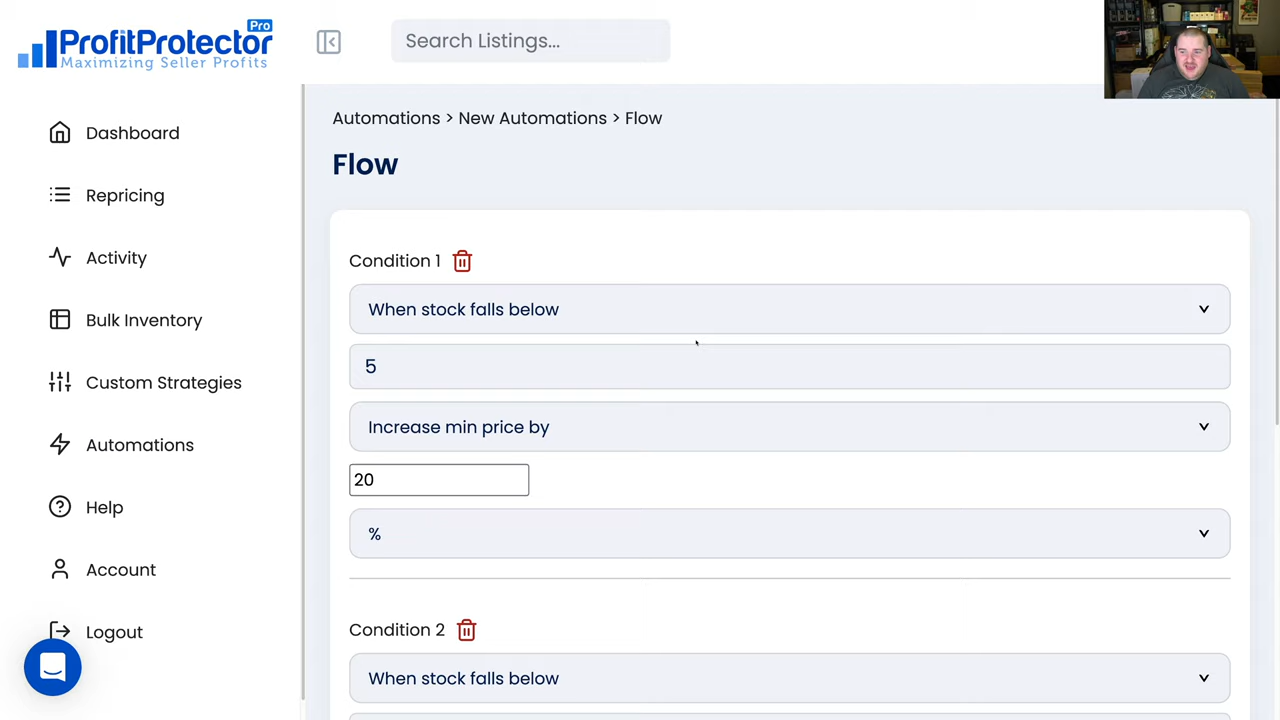 ProfitProtector Pro
Maximizing Seller Profits
Search Listings...
Dashboard
Repricing
Activity
Bulk Inventory
Custom Strategies
Automations
Help
Account
Logout
Automations > New Automations > Flow
Flow
Condition 1
When stock falls below
5
Increase min price by
20
%
Condition 2
When stock falls below